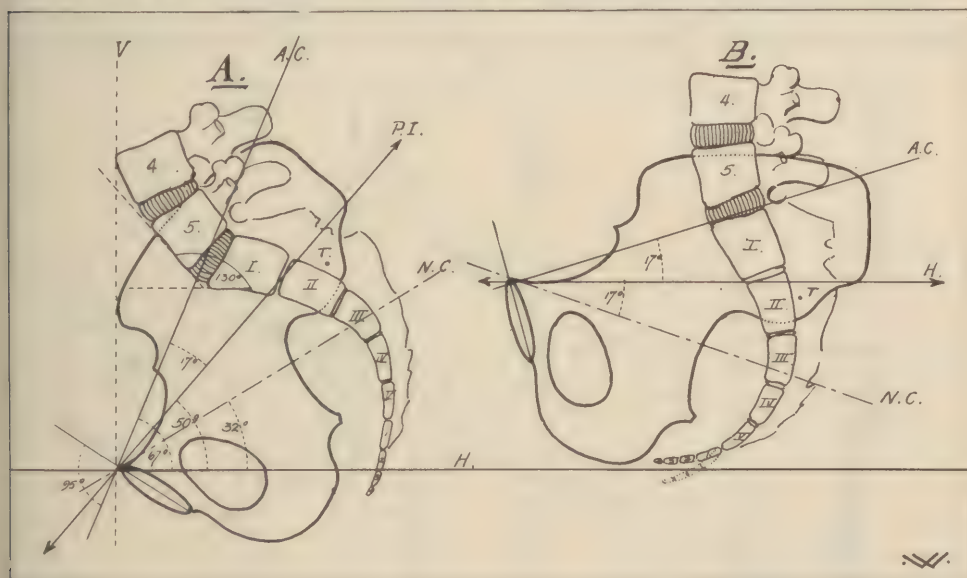 V
A.
A.C.
P.I.
4
5.
130°
I.
T.
II
N.C.
III
IV
V
17°
50°
67°
32°
95°
H.
B.
4.
5.
A.C.
I.
17°
H.
17°
II
T
III
N.C.
IV
V